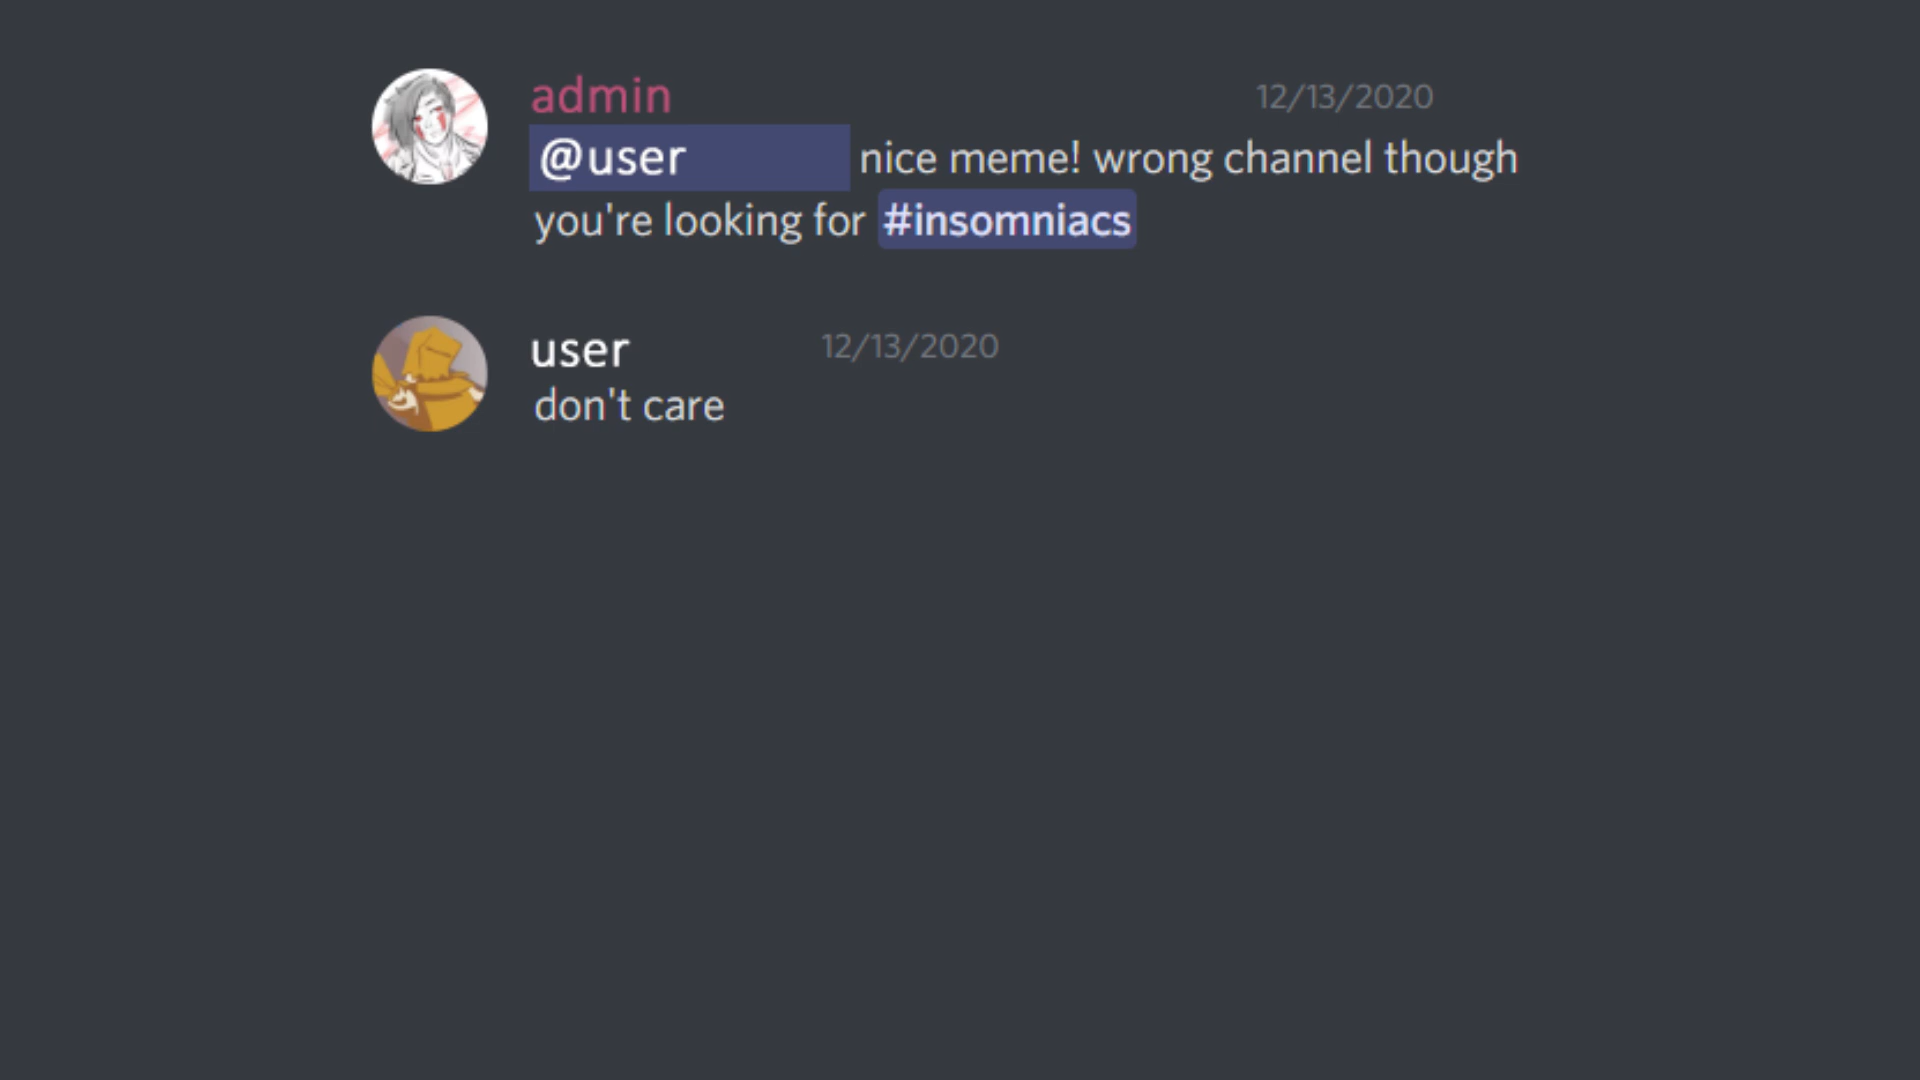 admin 12/13/2020
@user nice meme! wrong channel though
you're looking for #insomniacs
user 12/13/2020
don't care